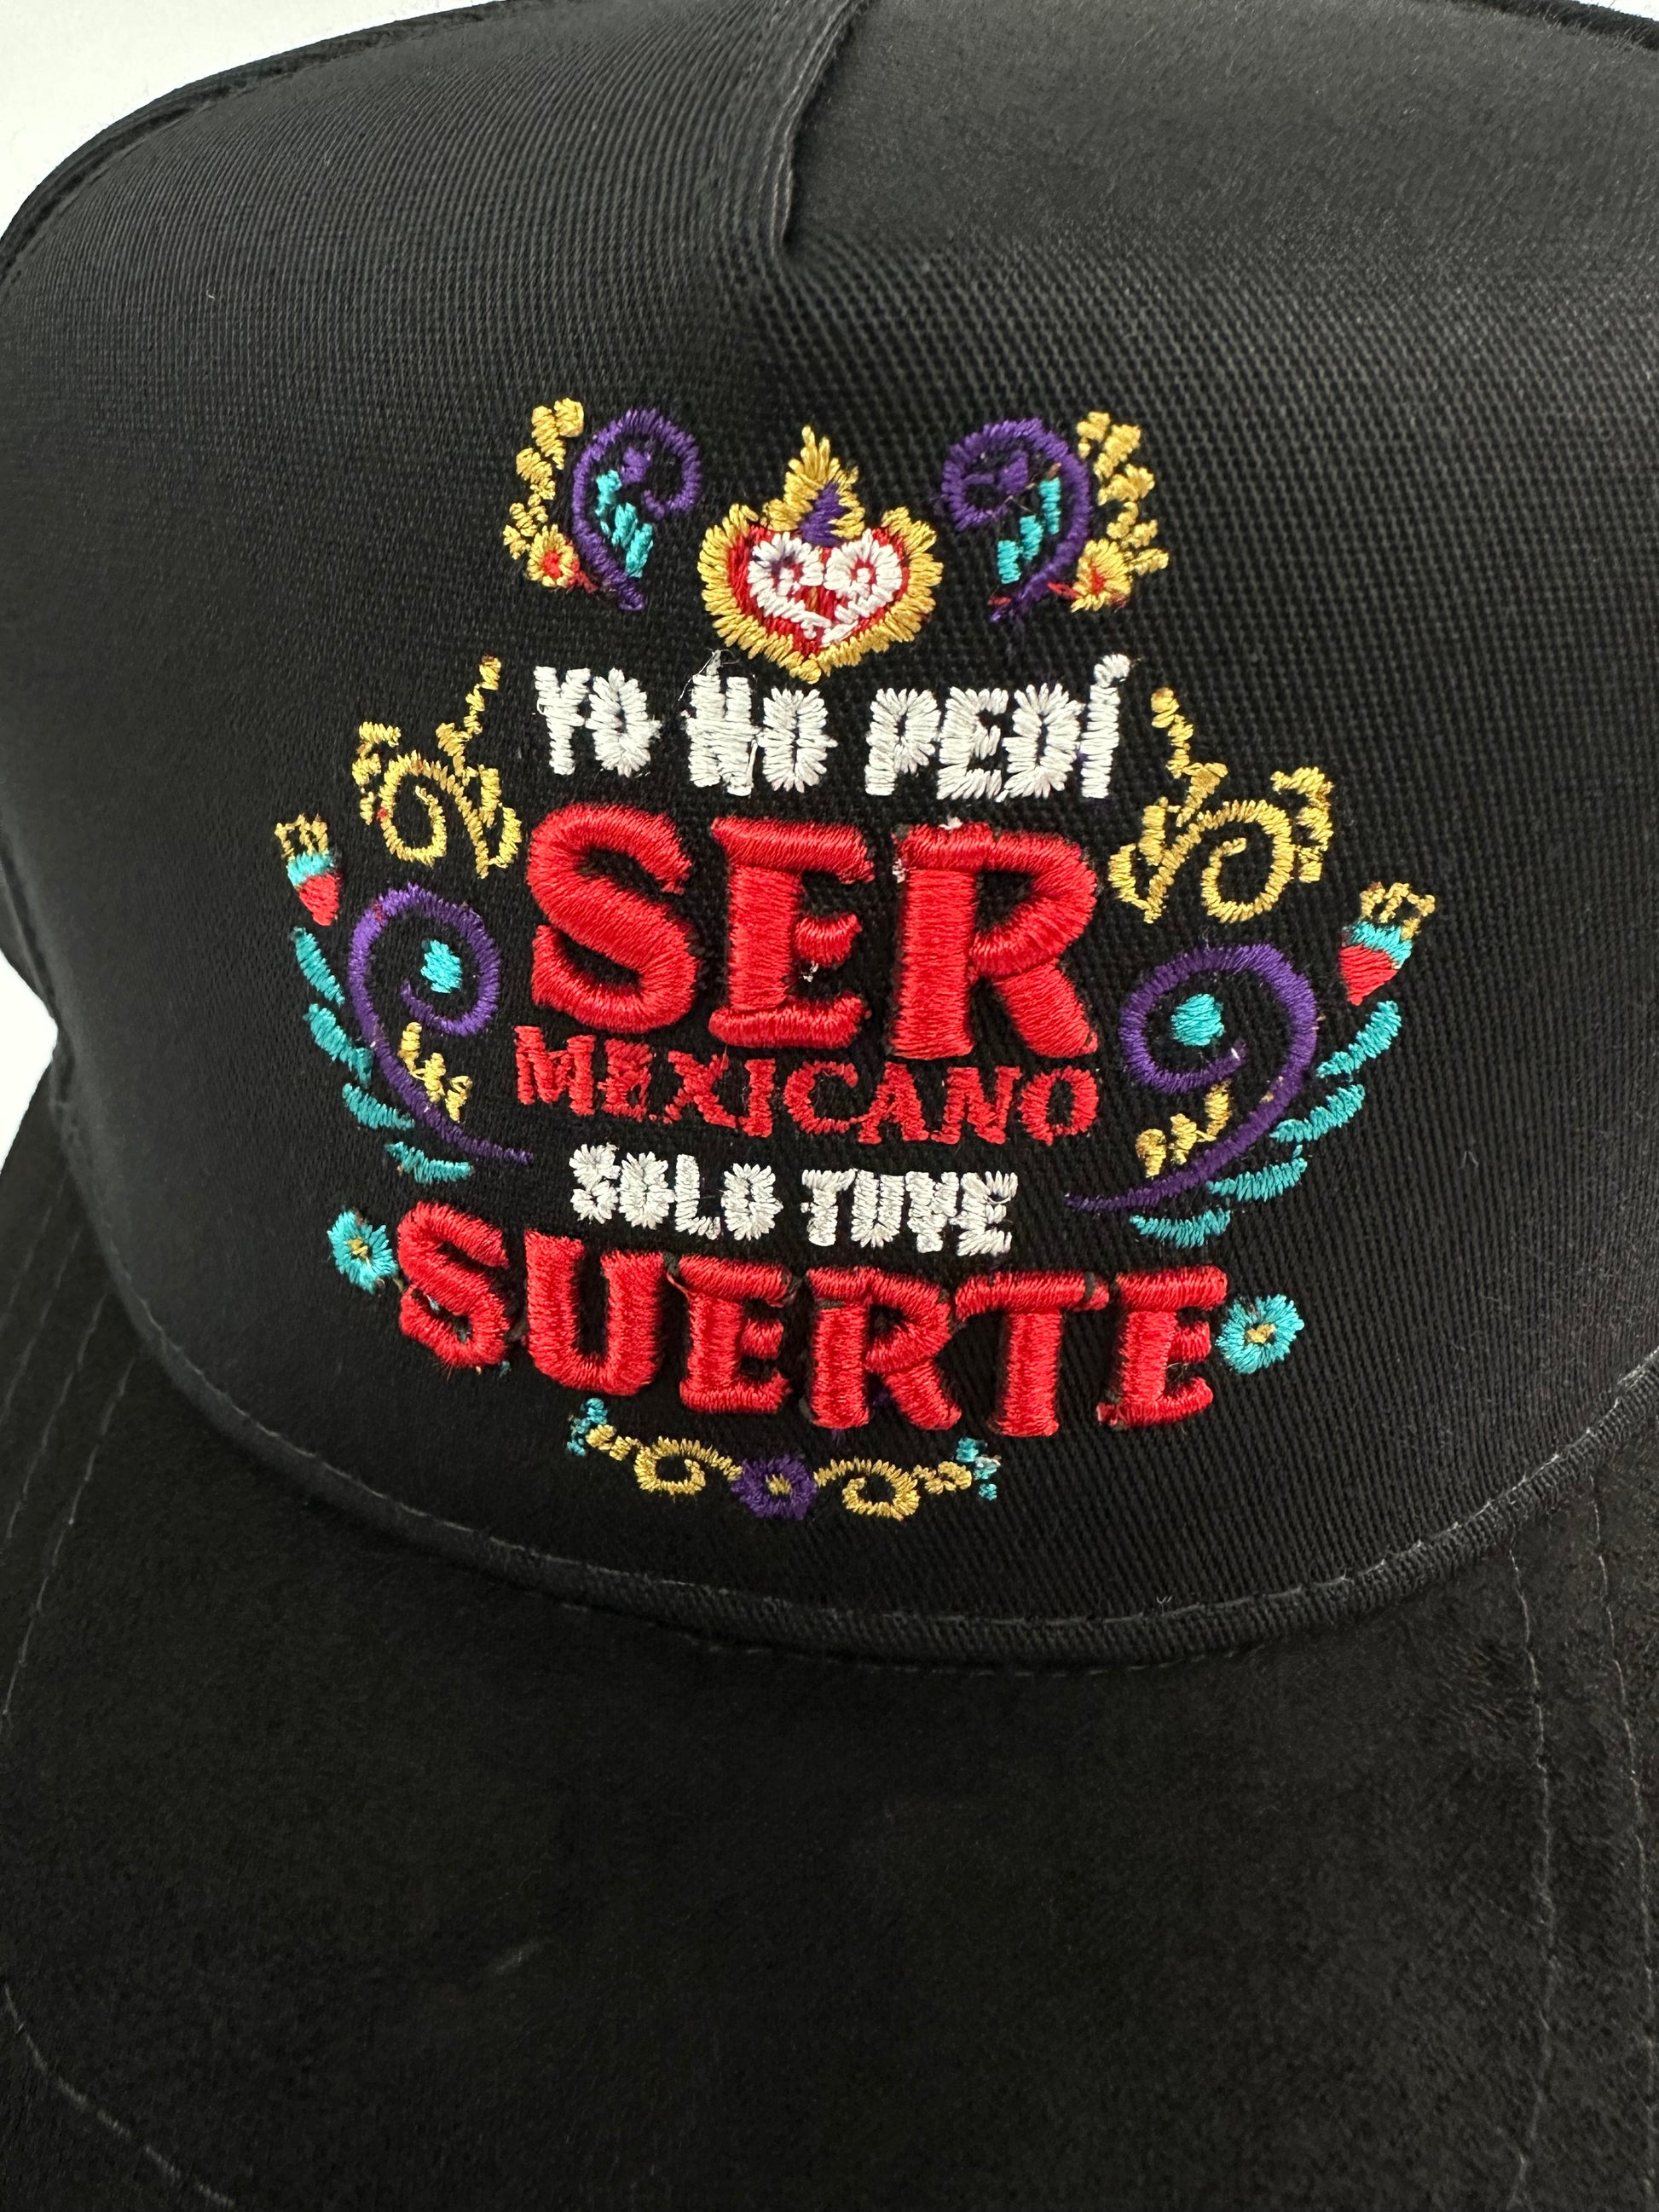 YO NO PEDÍ
SER
MEXICANO
SOLO TUVE
SUERTE